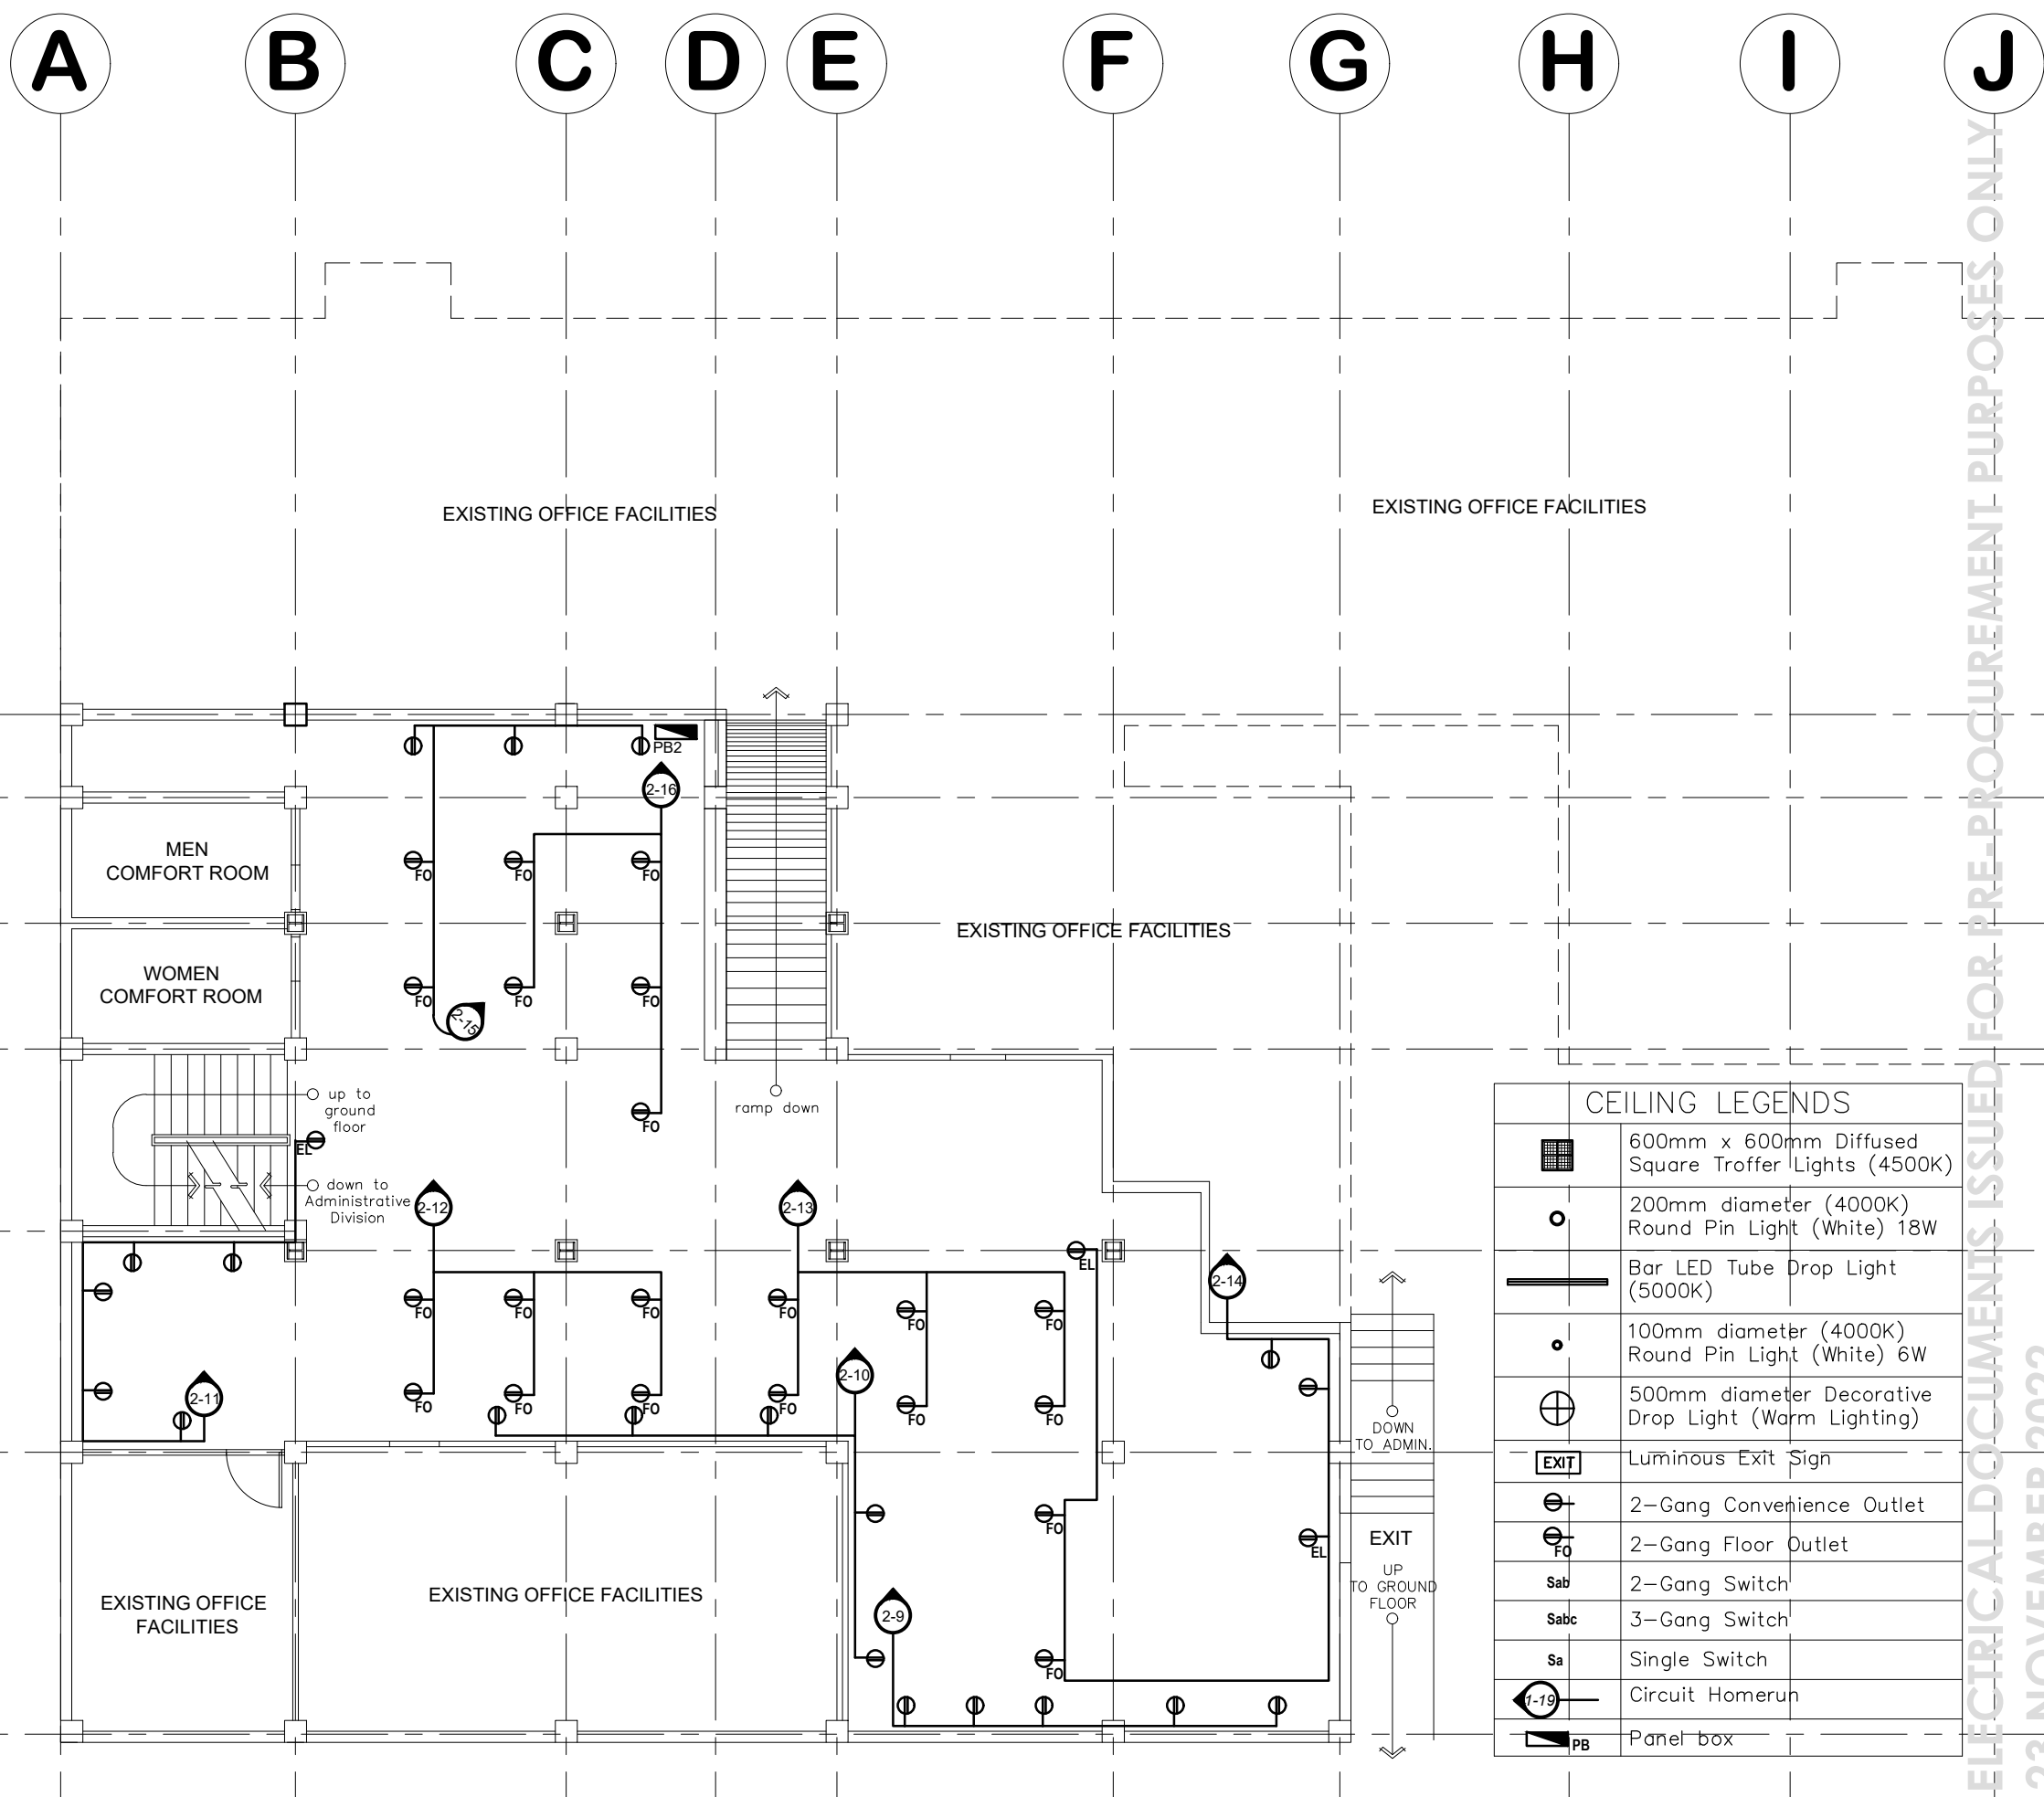 A B C D E F G H I J
EXISTING OFFICE FACILITIES
EXISTING OFFICE FACILITIES
PB2
2-16
MEN
COMFORT ROOM
FO FO FO
EXISTING OFFICE FACILITIES
WOMEN
COMFORT ROOM
FO FO FO
2-15
up to
ground
floor
ramp down
FO
EL
down to
Administrative
Division
2-12
2-13
EL
2-14
FO FO FO FO FO
2-10
2-11
FO FO FO FO FO FO
DOWN
TO ADMIN.
FO
EXIT
EL
UP
TO GROUND
FLOOR
EXISTING OFFICE
FACILITIES
EXISTING OFFICE FACILITIES
2-9
FO
CEILING LEGENDS
600mm x 600mm Diffused
Square Troffer Lights (4500K)
200mm diameter (4000K)
Round Pin Light (White) 18W
Bar LED Tube Drop Light
(5000K)
100mm diameter (4000K)
Round Pin Light (White) 6W
500mm diameter Decorative
Drop Light (Warm Lighting)
EXIT Luminous Exit Sign
2-Gang Convenience Outlet
FO 2-Gang Floor Outlet
Sab 2-Gang Switch
Sabc 3-Gang Switch
Sa Single Switch
1-19 Circuit Homerun
PB Panel box
ELECTRICAL DOCUMENTS ISSUED FOR PRE-PROCUREMENT PURPOSES ONLY
23 NOVEMBER 2022